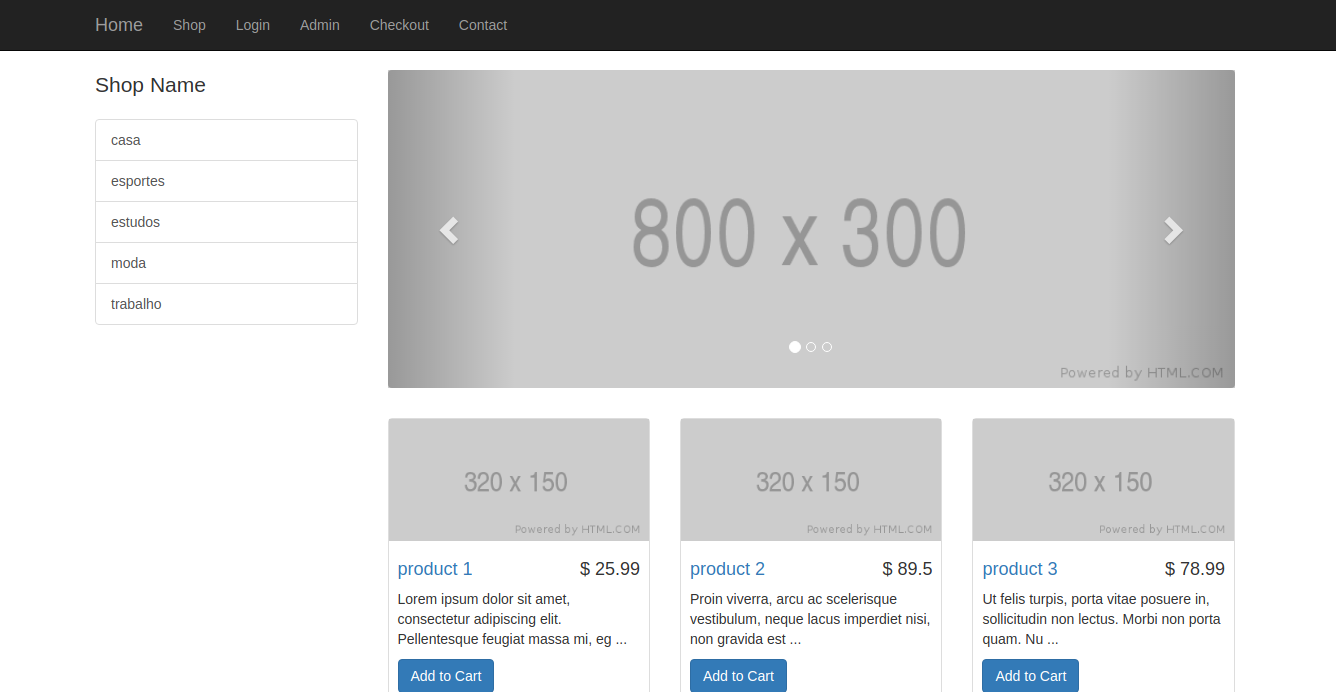 Home Shop Login Admin Checkout Contact
Shop Name
casa
esportes
estudos
moda
trabalho
800 x 300
Powered by HTML.COM
320 x 150
Powered by HTML.COM
product 1 $ 25.99
Lorem ipsum dolor sit amet,
consectetur adipiscing elit.
Pellentesque feugiat massa mi, eg ...
Add to Cart
320 x 150
Powered by HTML.COM
product 2 $ 89.5
Proin viverra, arcu ac scelerisque
vestibulum, neque lacus imperdiet nisi,
non gravida est ...
Add to Cart
320 x 150
Powered by HTML.COM
product 3 $ 78.99
Ut felis turpis, porta vitae posuere in,
sollicitudin non lectus. Morbi non porta
quam. Nu ...
Add to Cart